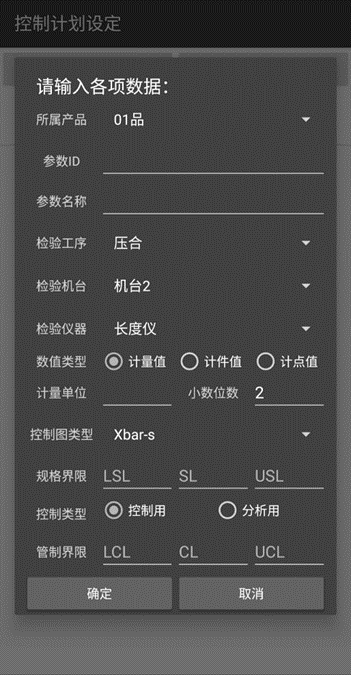 控制计划设定
请输入各项数据：
所属产品 01品
参数ID
参数名称
检验工序 压合
检验机台 机台2
检验仪器 长度仪
数值类型 计量值 计件值 计点值
计量单位 小数位数 2
控制图类型 Xbar-s
规格界限 LSL SL USL
控制类型 控制用 分析用
管制界限 LCL CL UCL
确定 取消